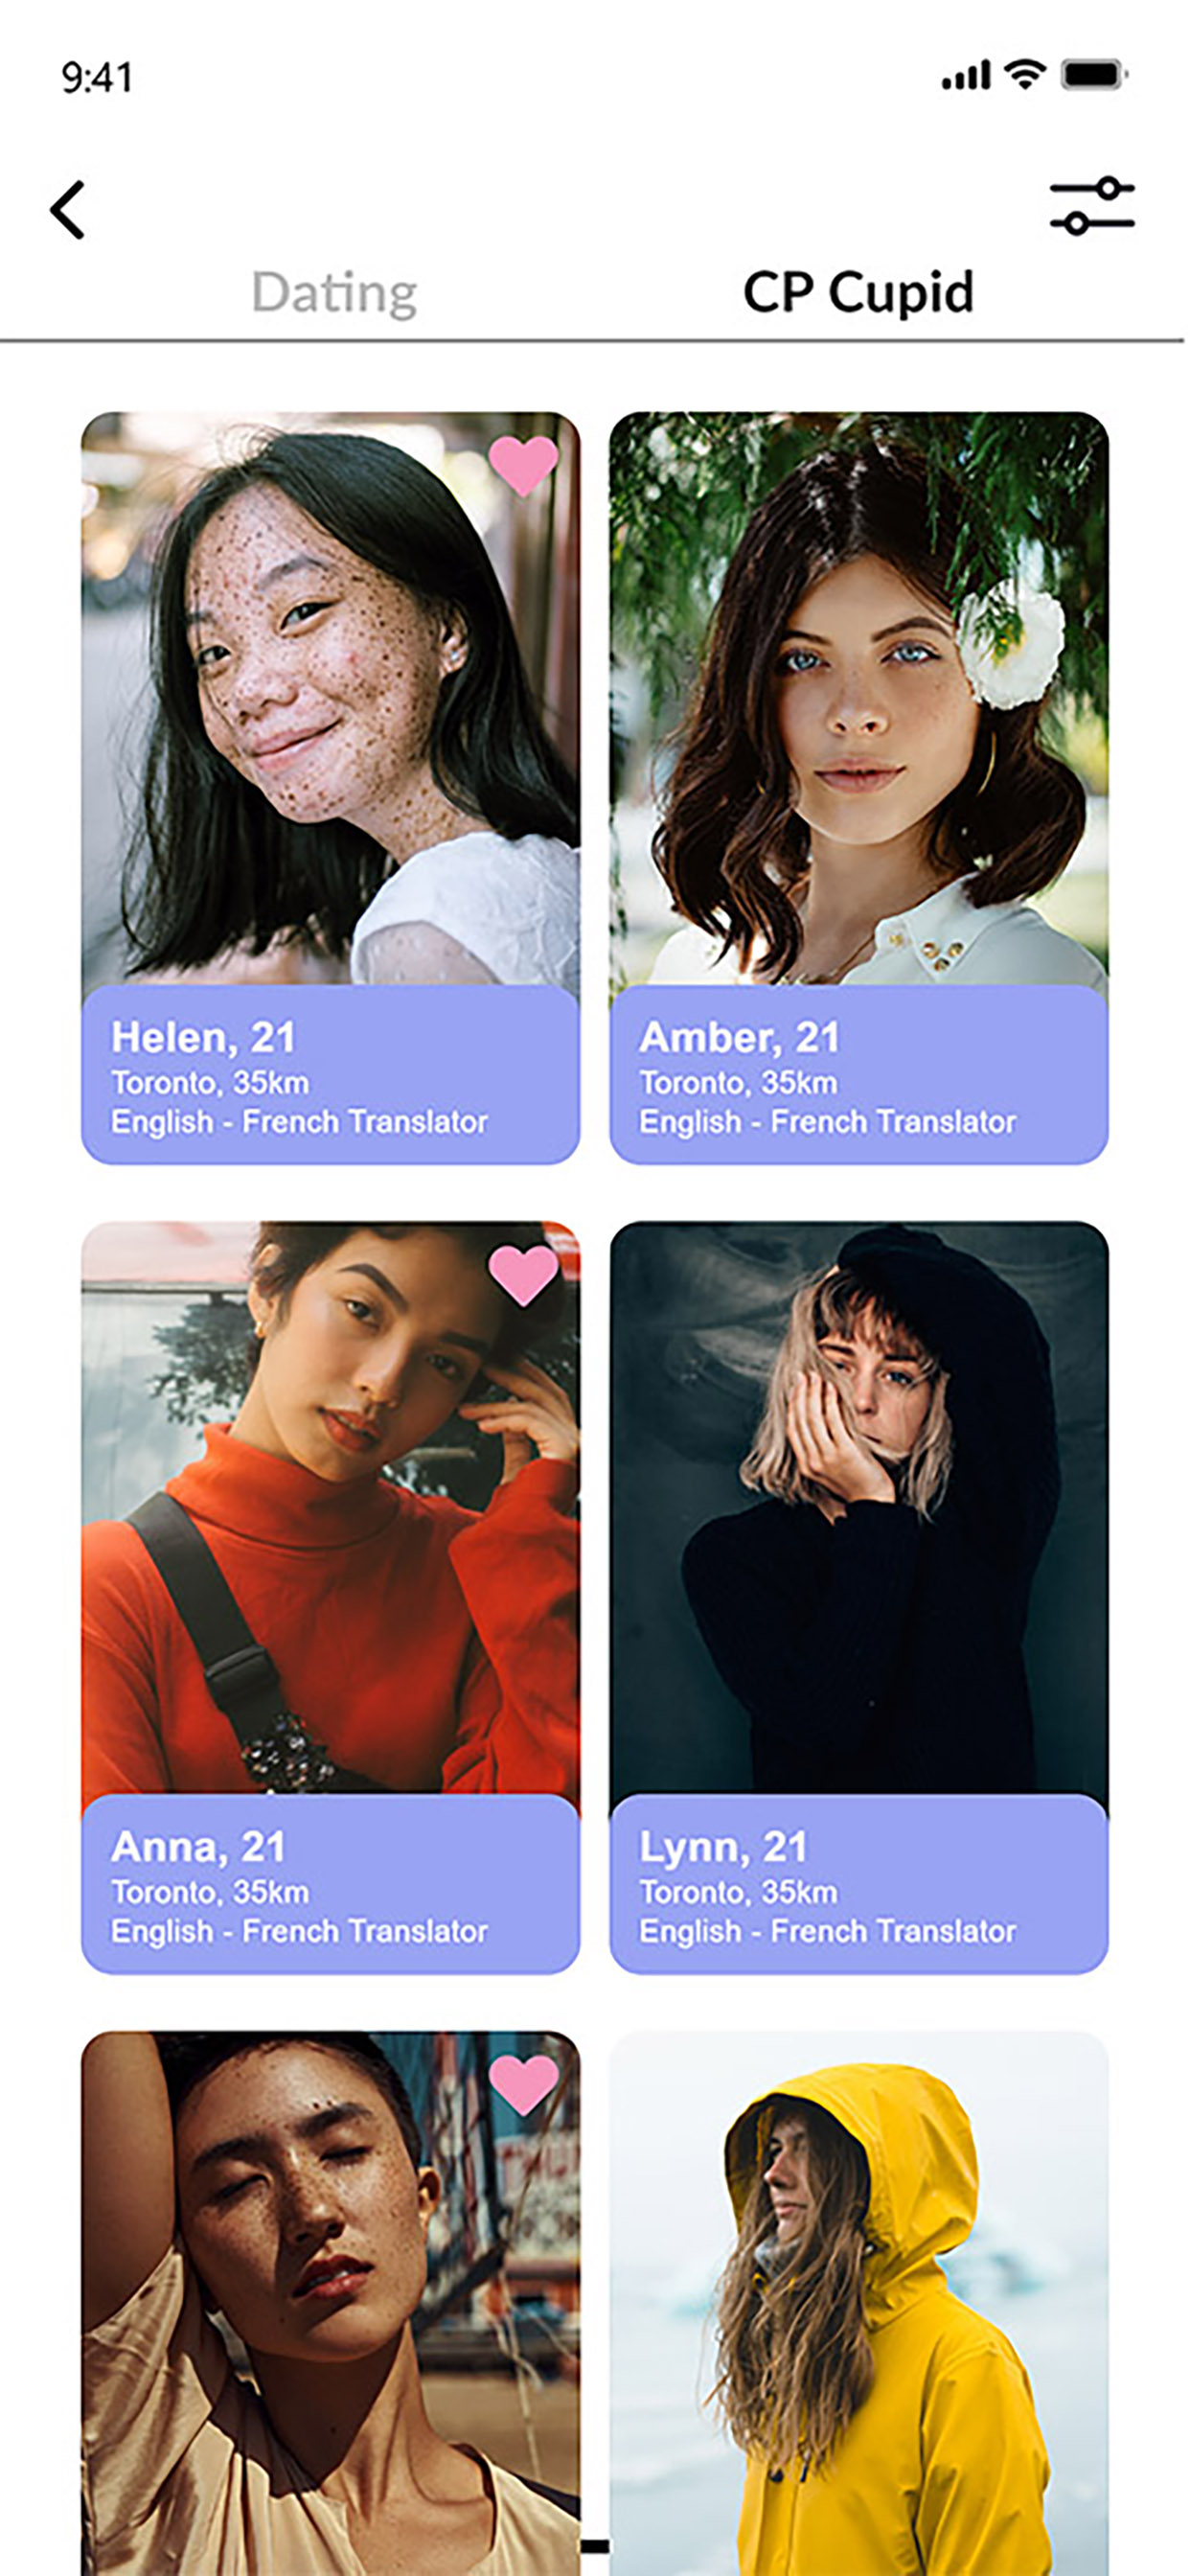 9:41
Dating
CP Cupid
Helen, 21
Toronto, 35km
English - French Translator
Amber, 21
Toronto, 35km
English - French Translator
Anna, 21
Toronto, 35km
English - French Translator
Lynn, 21
Toronto, 35km
English - French Translator